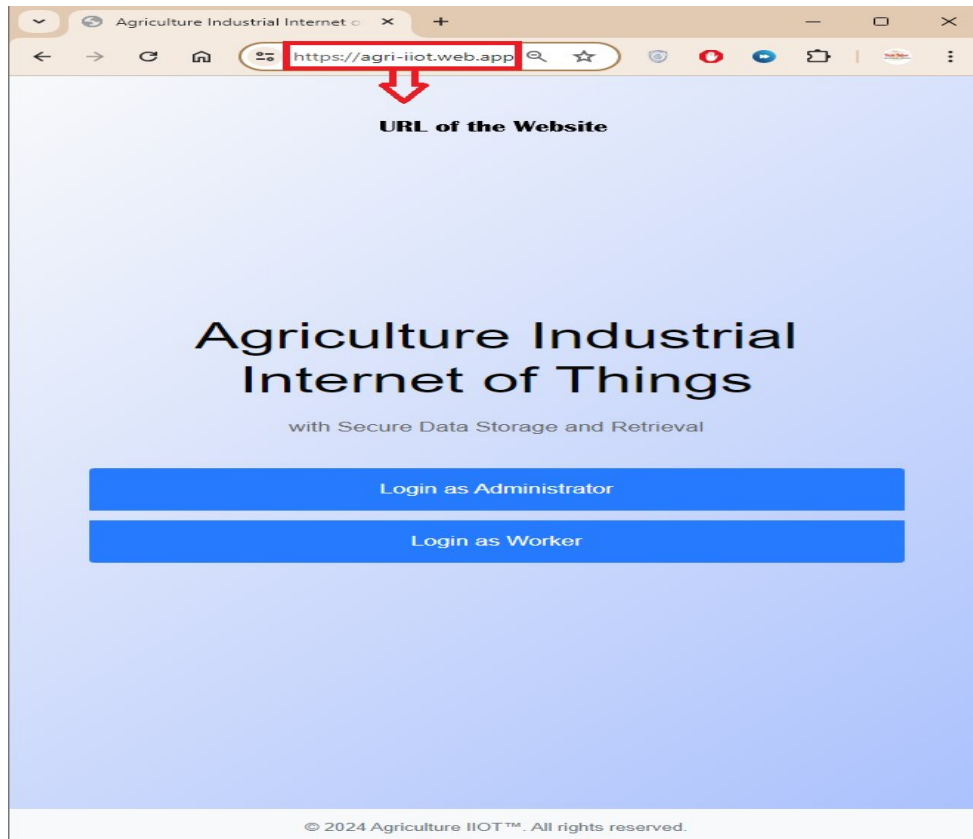 Agriculture Industrial Internet o
https://agri-iiot.web.app
URL of the Website
Agriculture Industrial
Internet of Things
with Secure Data Storage and Retrieval
Login as Administrator
Login as Worker
© 2024 Agriculture IIOT™. All rights reserved.